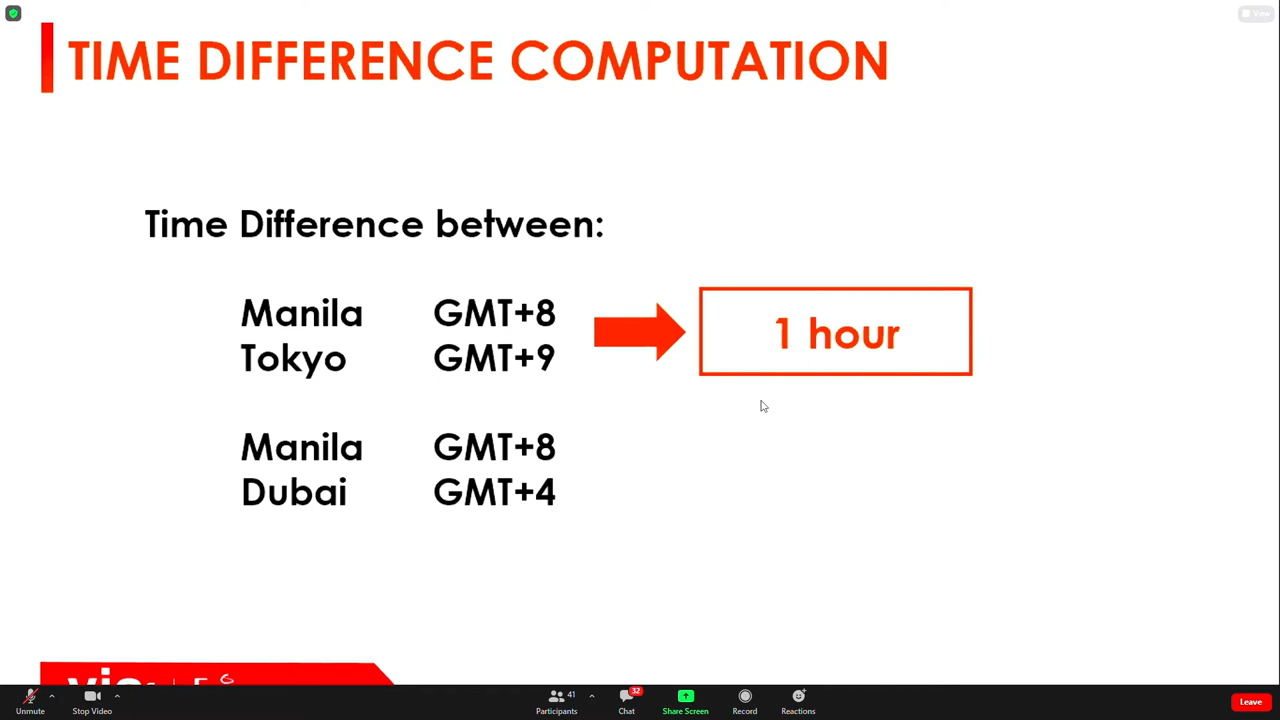 View
TIME DIFFERENCE COMPUTATION
Time Difference between:
Manila GMT+8
Tokyo GMT+9
1 hour
Manila GMT+8
Dubai GMT+4
Unmute
Stop Video
41
Participants
32
Chat
Share Screen
Record
Reactions
Leave